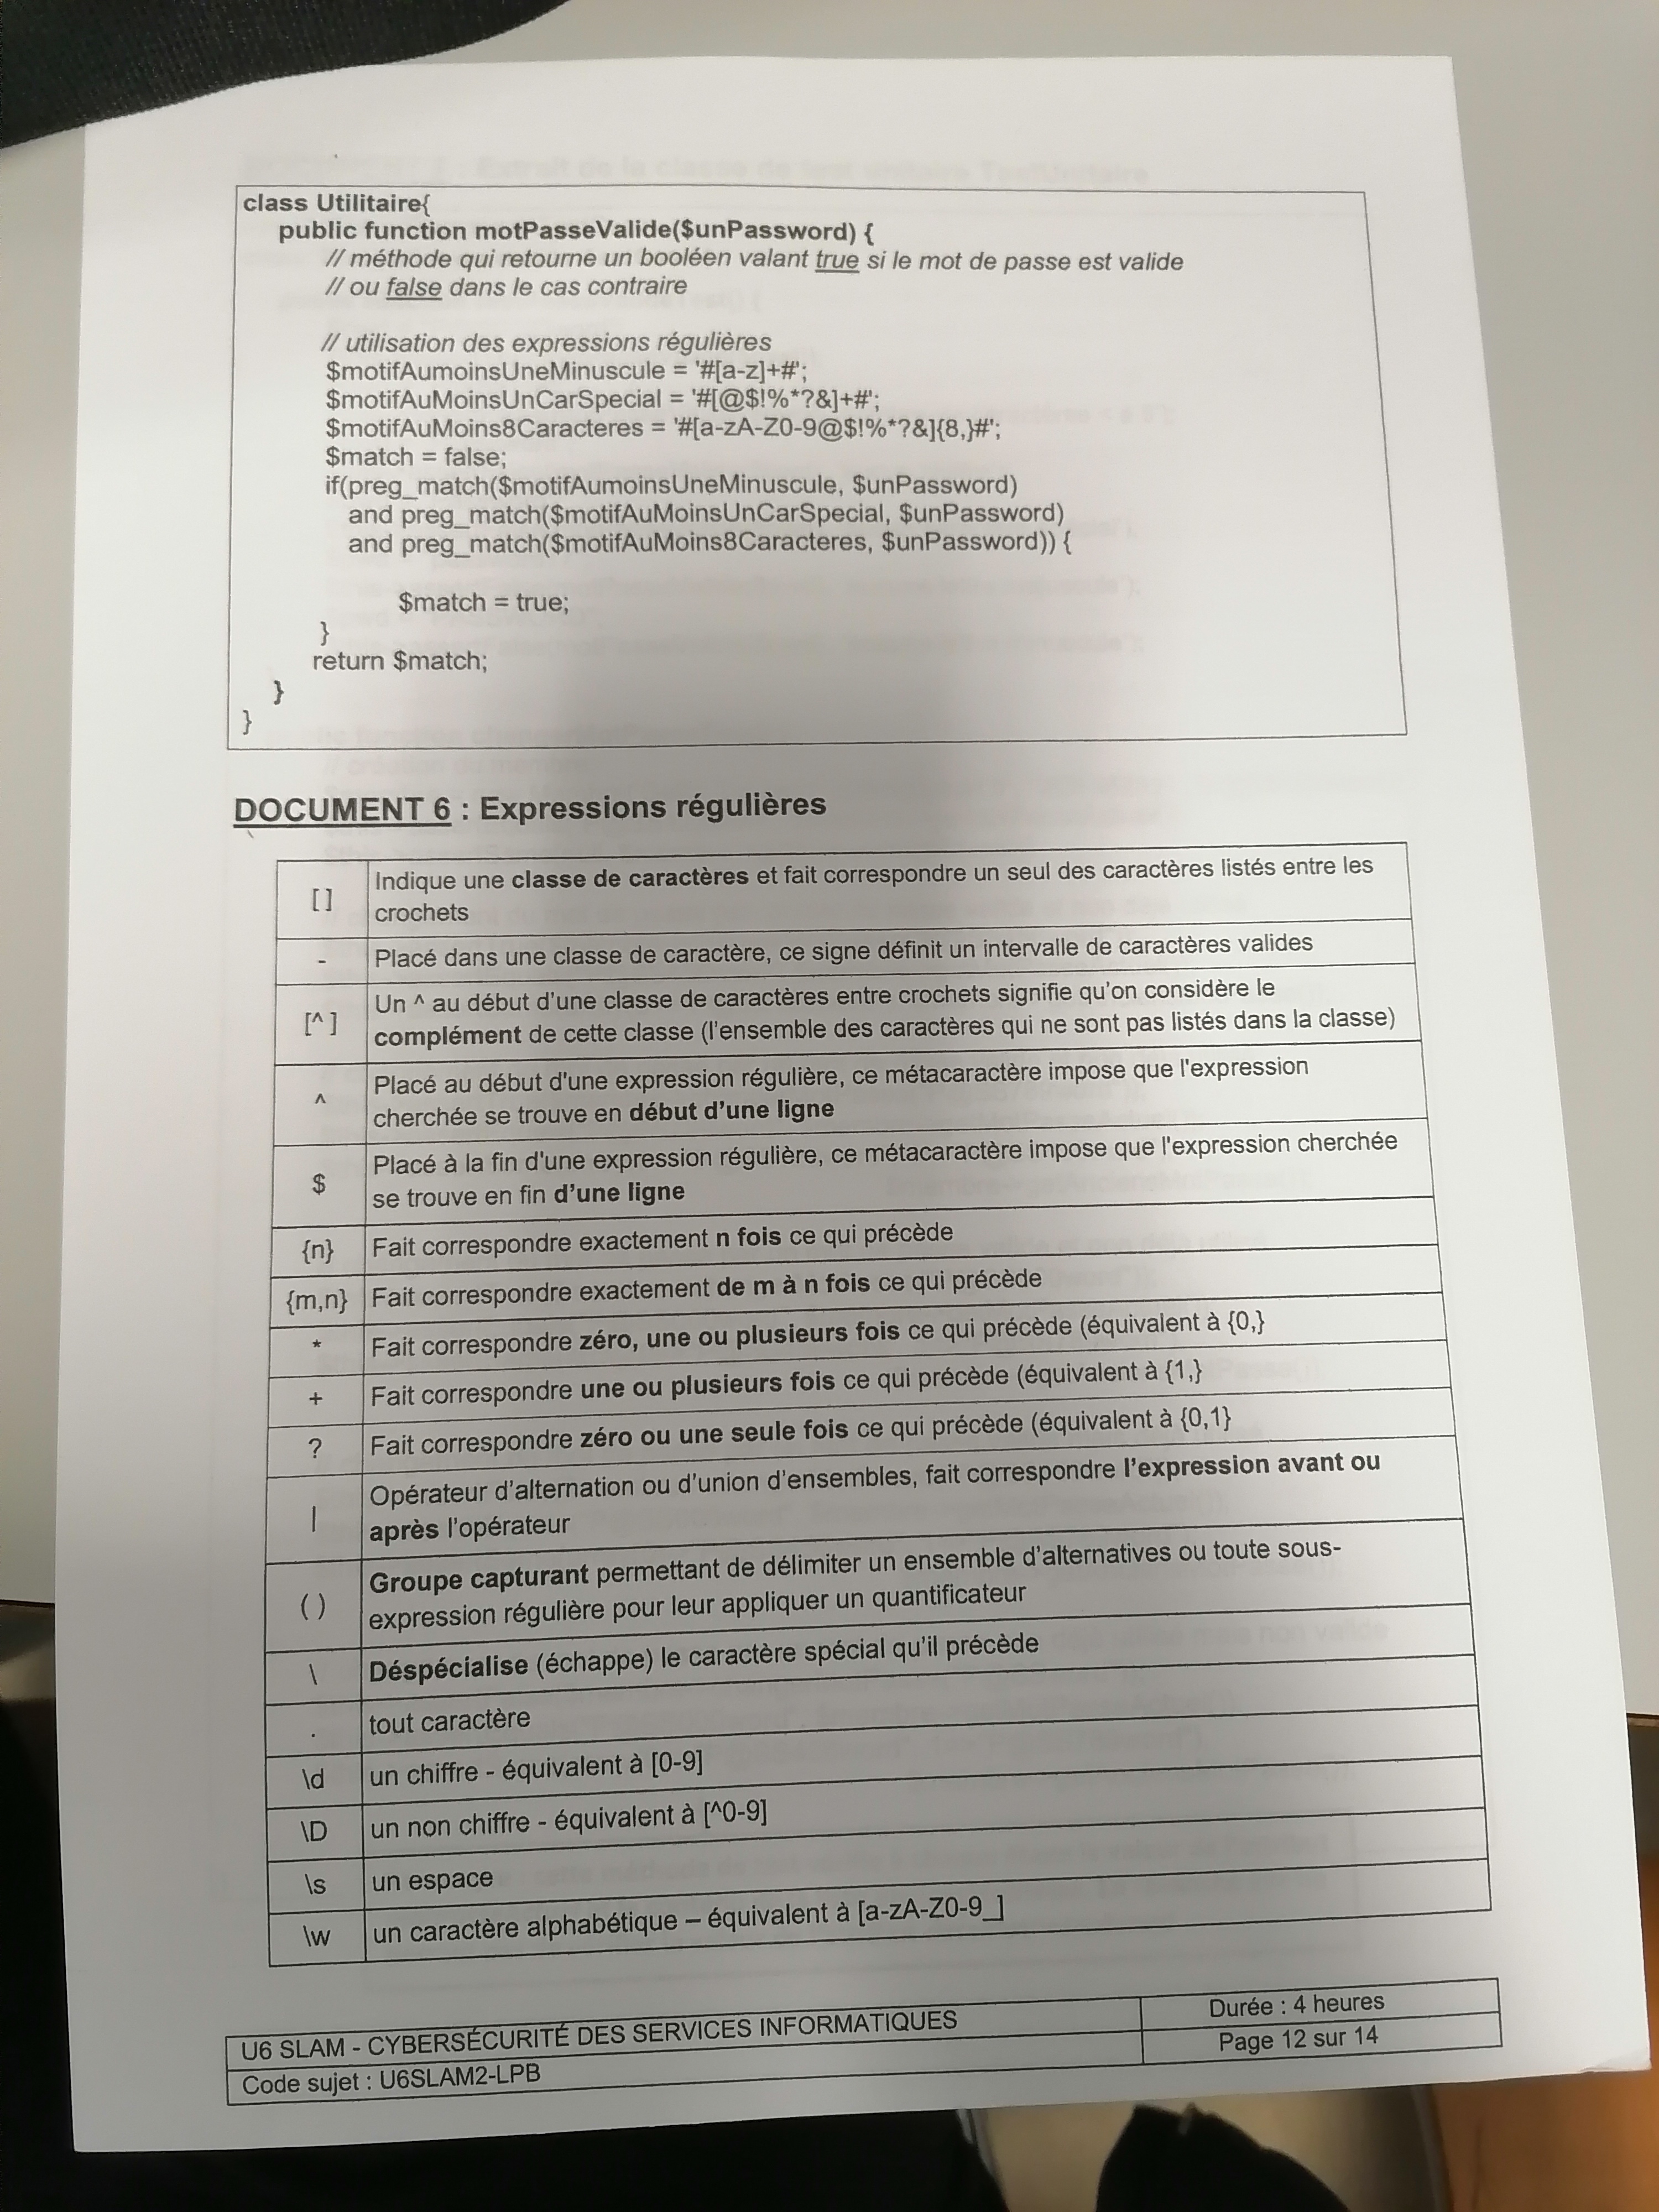 class Utilitaire{
public function motPasseValide($unPassword) {
// méthode qui retourne un booléen valant true si le mot de passe est valide
// ou false dans le cas contraire
// utilisation des expressions régulières
$motifAumoinsUneMinuscule = '#[a-z]+#';
$motifAuMoinsUnCarSpecial = '#[@$!%*?&]+#';
$motifAuMoins8Caracteres = '#[a-zA-Z0-9@$!%*?&]{8,}#';
$match = false;
if(preg_match($motifAumoinsUneMinuscule, $unPassword)
and preg_match($motifAuMoinsUnCarSpecial, $unPassword)
and preg_match($motifAuMoins8Caracteres, $unPassword)) {
$match = true;
}
return $match;
}
}
DOCUMENT 6 : Expressions régulières
[ ] Indique une classe de caractères et fait correspondre un seul des caractères listés entre les
crochets
- Placé dans une classe de caractère, ce signe définit un intervalle de caractères valides
[^ ] Un ^ au début d'une classe de caractères entre crochets signifie qu'on considère le
complément de cette classe (l'ensemble des caractères qui ne sont pas listés dans la classe)
^ Placé au début d'une expression régulière, ce métacaractère impose que l'expression
cherchée se trouve en début d'une ligne
$ Placé à la fin d'une expression régulière, ce métacaractère impose que l'expression cherchée
se trouve en fin d'une ligne
{n} Fait correspondre exactement n fois ce qui précède
{m,n} Fait correspondre exactement de m à n fois ce qui précède
* Fait correspondre zéro, une ou plusieurs fois ce qui précède (équivalent à {0,}
+ Fait correspondre une ou plusieurs fois ce qui précède (équivalent à {1,}
? Fait correspondre zéro ou une seule fois ce qui précède (équivalent à {0,1}
| Opérateur d'alternation ou d'union d'ensembles, fait correspondre l'expression avant ou
après l'opérateur
( ) Groupe capturant permettant de délimiter un ensemble d'alternatives ou toute sous-
expression régulière pour leur appliquer un quantificateur
\ Déspécialise (échappe) le caractère spécial qu'il précède
. tout caractère
\d un chiffre - équivalent à [0-9]
\D un non chiffre - équivalent à [^0-9]
\s un espace
\w un caractère alphabétique – équivalent à [a-zA-Z0-9_]
U6 SLAM - CYBERSÉCURITÉ DES SERVICES INFORMATIQUES Durée : 4 heures
Code sujet : U6SLAM2-LPB Page 12 sur 14